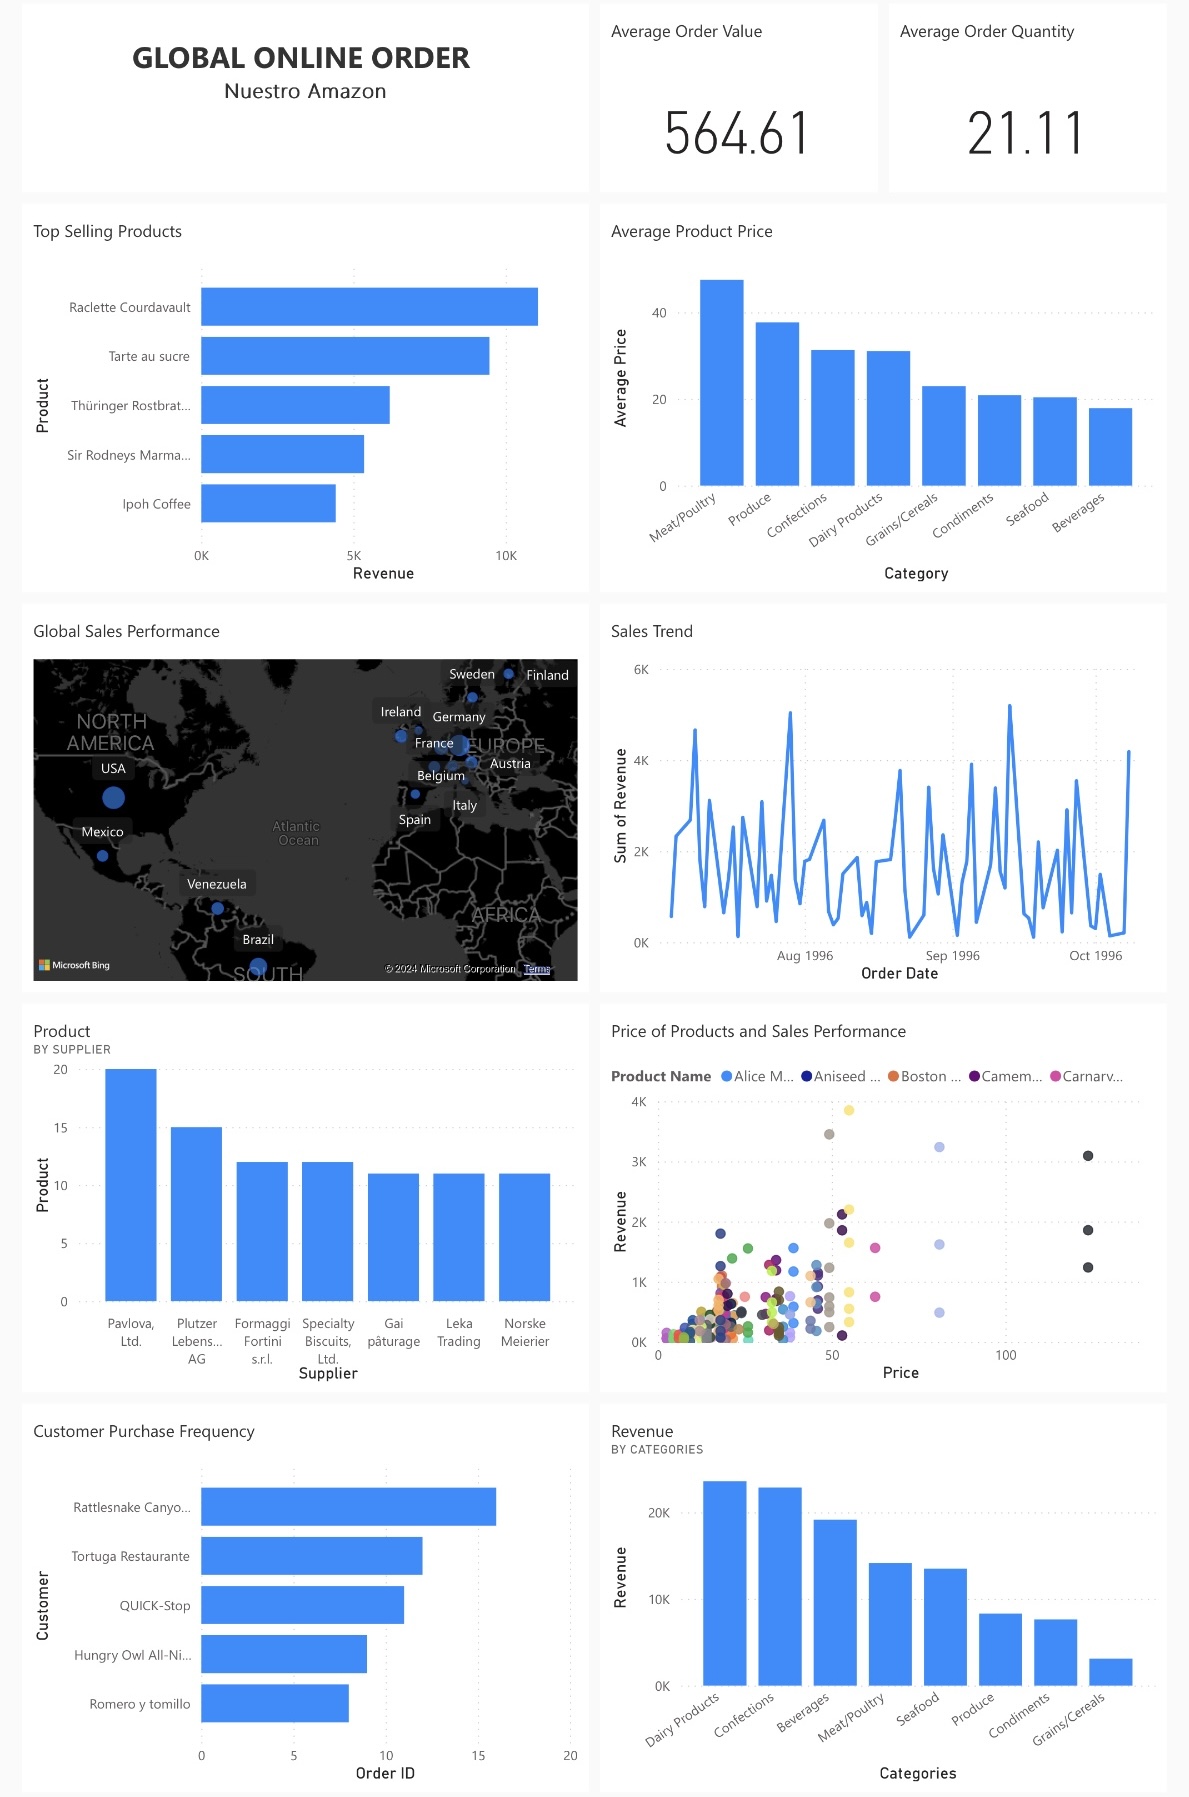 GLOBAL ONLINE ORDER
Nuestro Amazon
Average Order Value
564.61
Average Order Quantity
21.11
Top Selling Products
Product
Raclette Courdavault
Tarte au sucre
Thüringer Rostbrat...
Sir Rodneys Marma...
Ipoh Coffee
0K 5K 10K
Revenue
Average Product Price
Average Price
40
20
0
Meat/Poultry Produce Confections Dairy Products Grains/Cereals Condiments Seafood Beverages
Category
Global Sales Performance
Sweden Finland
NORTH
AMERICA
Ireland
Germany
France EUROPE
USA
Austria
Belgium
Italy
Spain
Mexico
Atlantic
Ocean
Venezuela
AFRICA
Brazil
SOUTH
Microsoft Bing
© 2024 Microsoft Corporation Terms
Sales Trend
Sum of Revenue
6K
4K
2K
0K
Aug 1996 Sep 1996 Oct 1996
Order Date
Product
BY SUPPLIER
Product
20
15
10
5
0
Pavlova, Ltd.
Plutzer Lebens... AG
Formaggi Fortini s.r.l.
Specialty Biscuits, Ltd.
Gai pâturage
Leka Trading
Norske Meierier
Supplier
Price of Products and Sales Performance
Product Name Alice M... Aniseed ... Boston ... Camem... Carnarv...
Revenue
4K
3K
2K
1K
0K
0 50 100
Price
Customer Purchase Frequency
Customer
Rattlesnake Canyo...
Tortuga Restaurante
QUICK-Stop
Hungry Owl All-Ni...
Romero y tomillo
0 5 10 15 20
Order ID
Revenue
BY CATEGORIES
Revenue
20K
10K
0K
Dairy Products Confections Beverages Meat/Poultry Seafood Produce Condiments Grains/Cereals
Categories